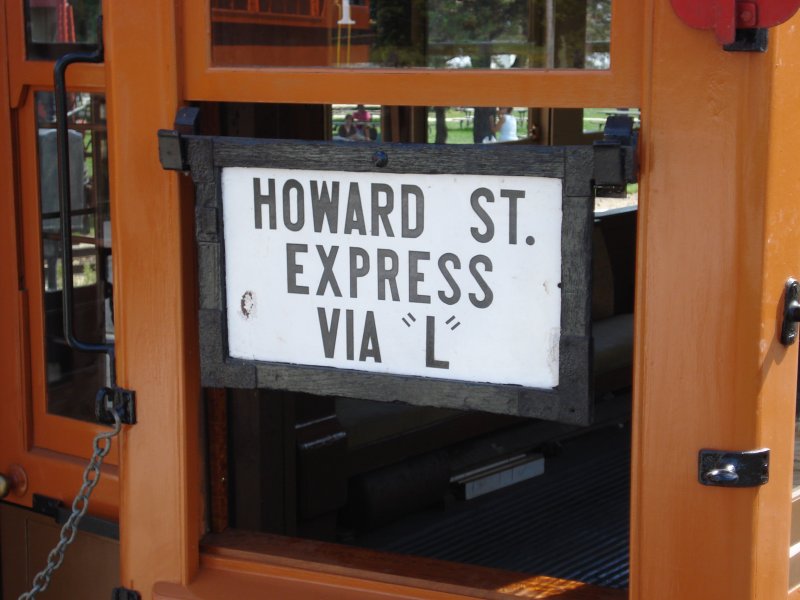 HOWARD ST.
EXPRESS
VIA "L"